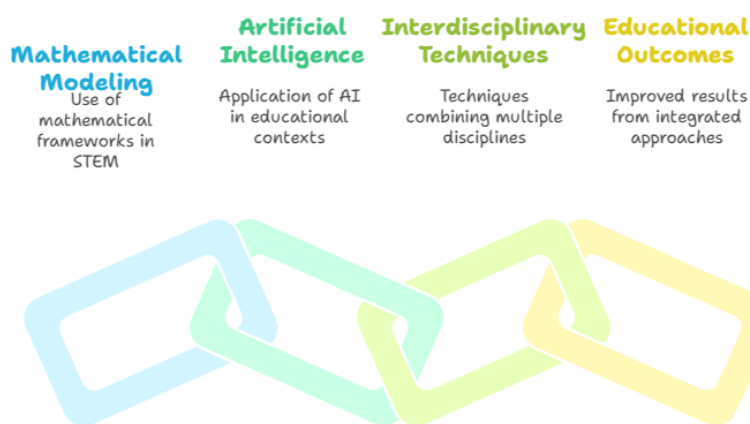 Mathematical
Modeling
Use of
mathematical
frameworks in
STEM
Artificial
Intelligence
Application of AI
in educational
contexts
Interdisciplinary
Techniques
Techniques
combining multiple
disciplines
Educational
Outcomes
Improved results
from integrated
approaches